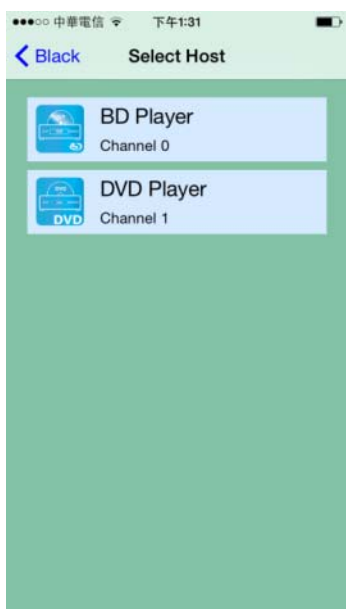 中華電信 下午1:31
Black Select Host
BD Player
Channel 0
DVD Player
DVD Channel 1